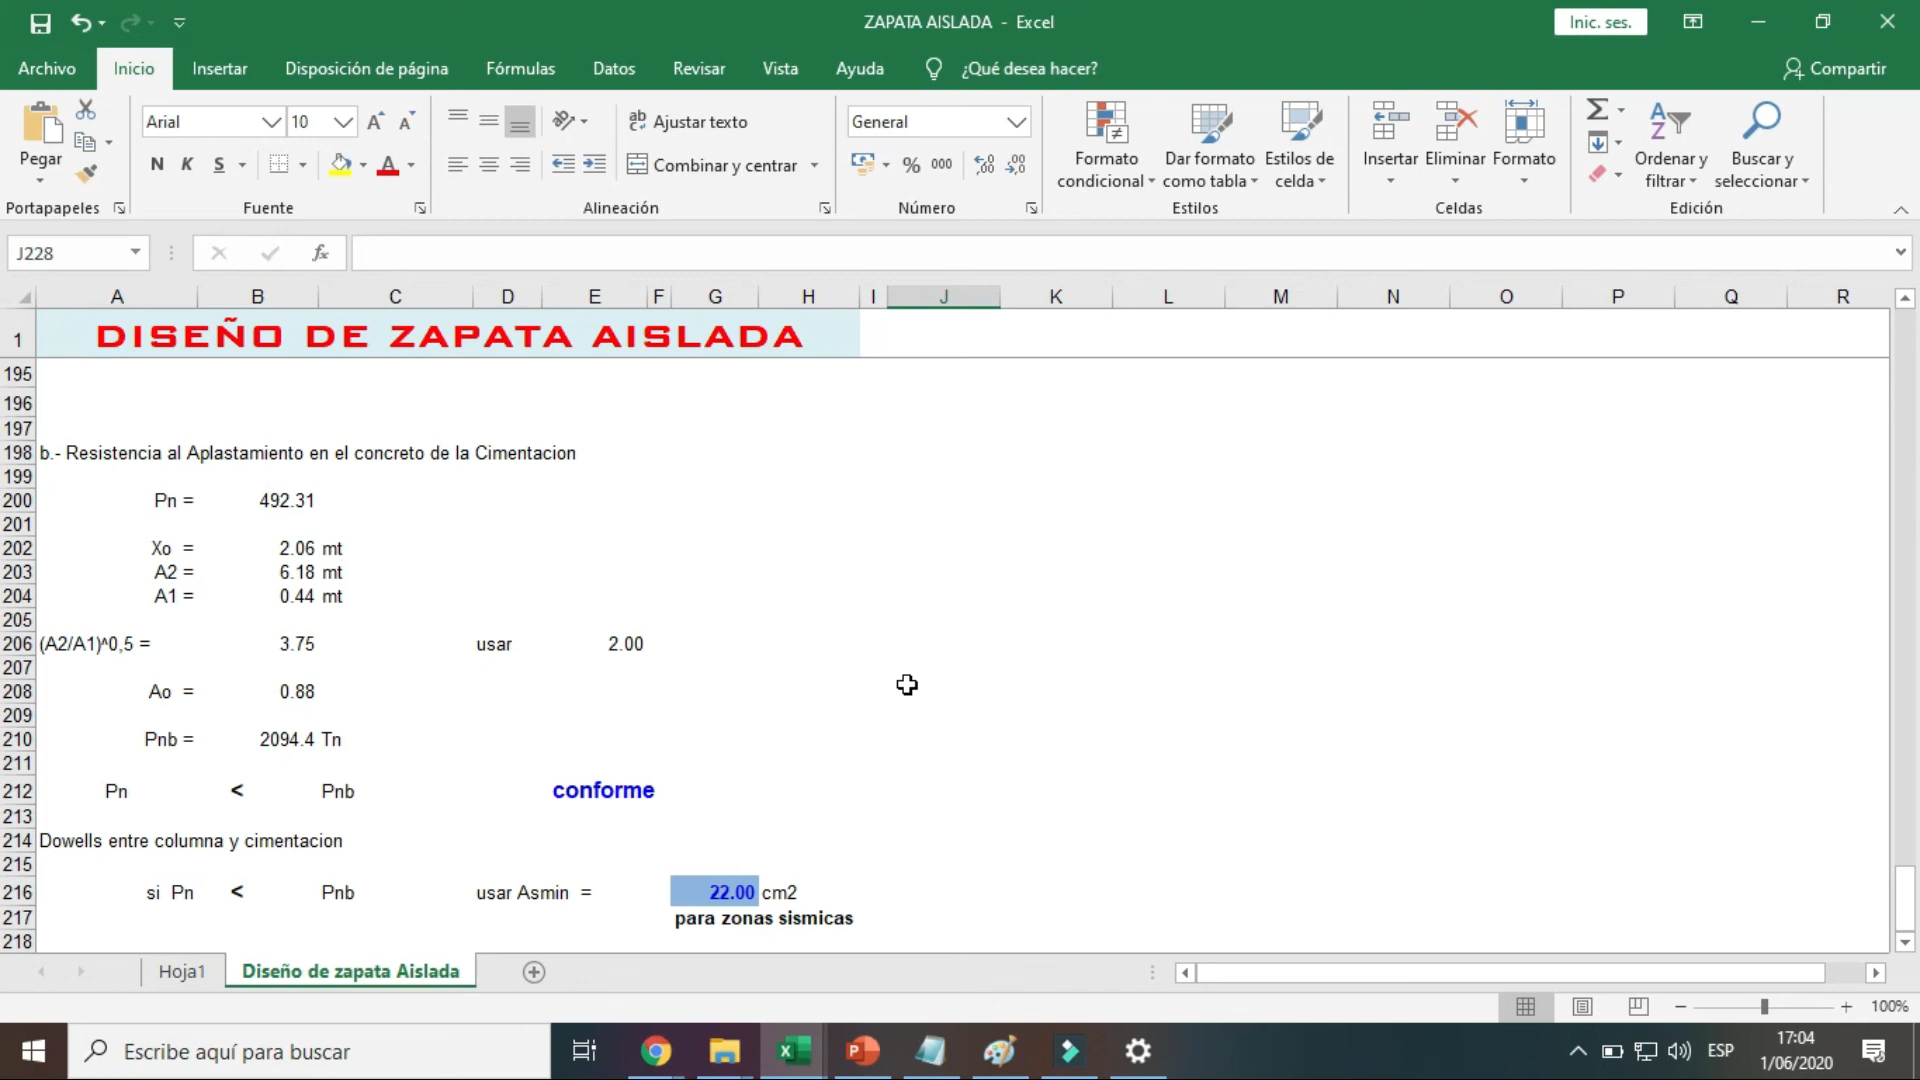 ZAPATA AISLADA - Excel
Inic. ses.
Archivo Inicio Insertar Disposición de página Fórmulas Datos Revisar Vista Ayuda ¿Qué desea hacer? Compartir
Pegar
Portapapeles
Arial 10
N K S
Fuente
Ajustar texto
Combinar y centrar
Alineación
General
% 000
Número
Formato condicional
Dar formato como tabla
Estilos de celda
Estilos
Insertar Eliminar Formato
Celdas
Ordenar y filtrar
Buscar y seleccionar
Edición
J228 fx
A B C D E F G H I J K L M N O P Q R
1 DISEÑO DE ZAPATA AISLADA
195
196
197
198 b.- Resistencia al Aplastamiento en el concreto de la Cimentacion
199
200 Pn = 492.31
201
202 Xo = 2.06 mt
203 A2 = 6.18 mt
204 A1 = 0.44 mt
205
206 (A2/A1)^0,5 = 3.75 usar 2.00
207
208 Ao = 0.88
209
210 Pnb = 2094.4 Tn
211
212 Pn < Pnb conforme
213
214 Dowells entre columna y cimentacion
215
216 si Pn < Pnb usar Asmin = 22.00 cm2
217 para zonas sismicas
218
Hoja1 Diseño de zapata Aislada
100%
Escribe aquí para buscar
ESP
17:04
1/06/2020